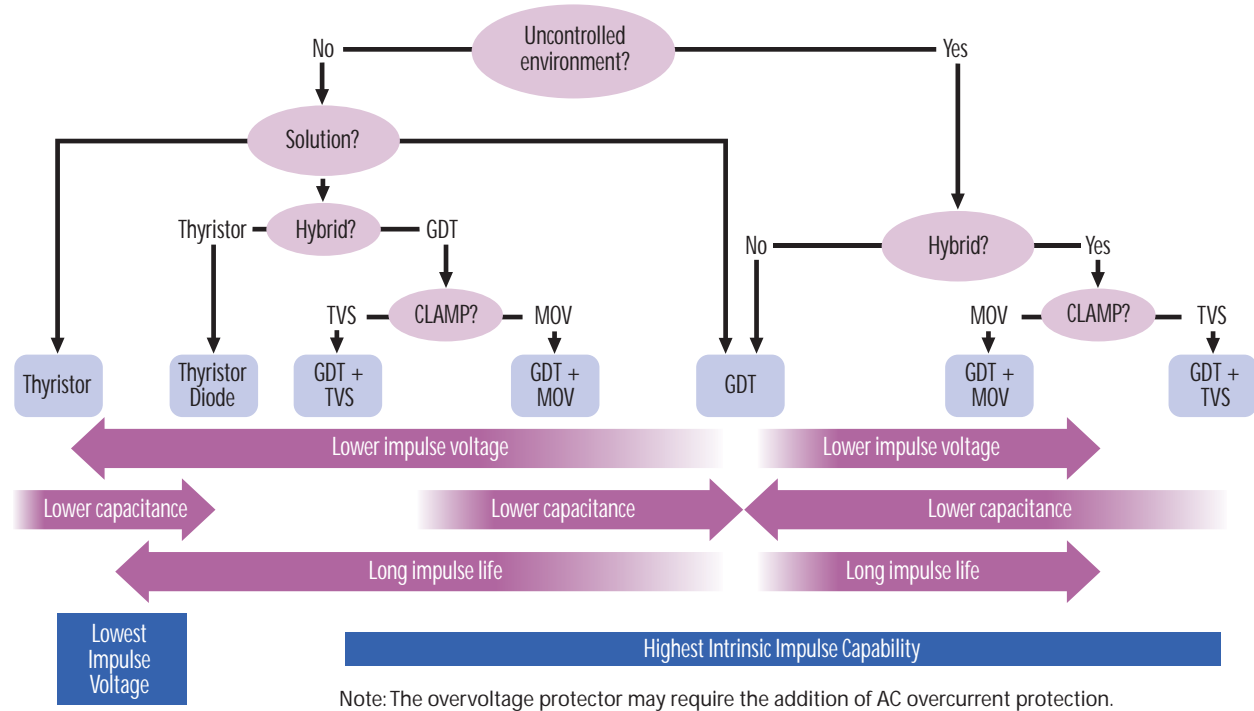 Uncontrolled
environment?
No
Yes
Solution?
Thyristor
Hybrid?
GDT
No
Hybrid?
Yes
TVS
CLAMP?
MOV
MOV
CLAMP?
TVS
Thyristor
Thyristor
Diode
GDT +
TVS
GDT +
MOV
GDT
GDT +
MOV
GDT +
TVS
Lower impulse voltage
Lower impulse voltage
Lower capacitance
Lower capacitance
Lower capacitance
Long impulse life
Long impulse life
Lowest
Impulse
Voltage
Highest Intrinsic Impulse Capability
Note: The overvoltage protector may require the addition of AC overcurrent protection.